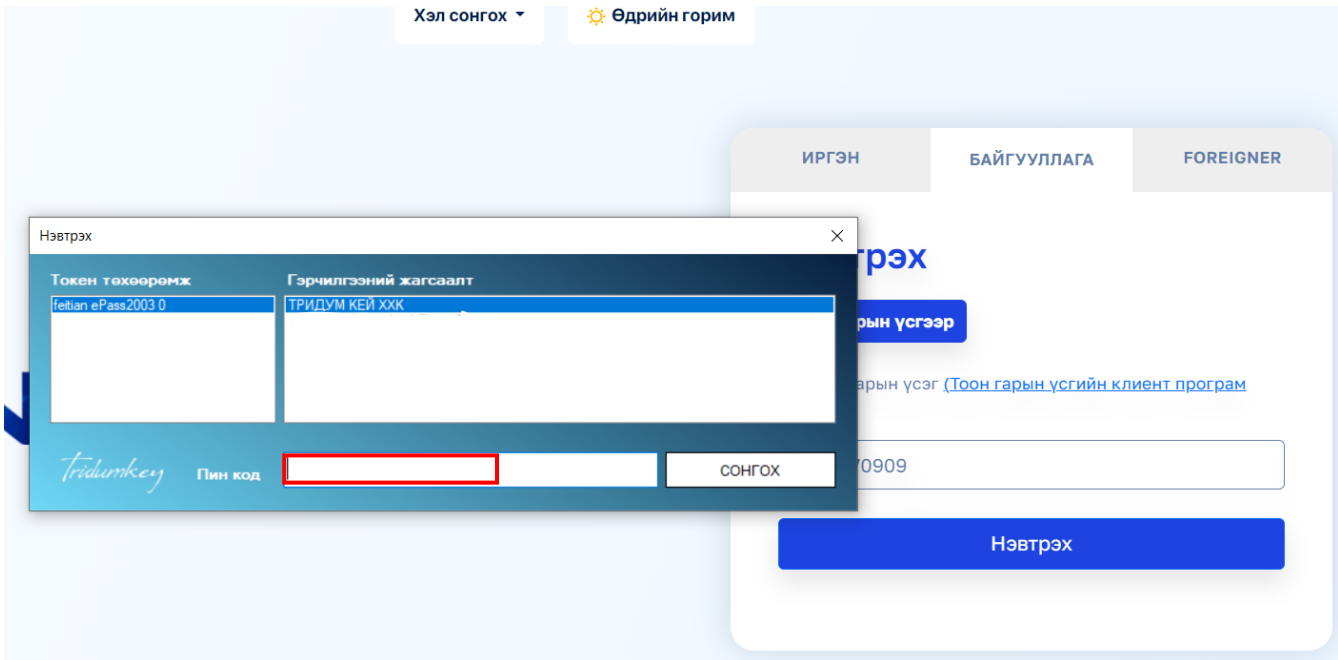 Хэл сонгох
Өдрийн горим
ИРГЭН
БАЙГУУЛЛАГА
FOREIGNER
Нэвтрэх
Токен төхөөрөмж
Гэрчилгээний жагсаалт
feitian ePass2003 0
ТРИДУМ КЕЙ ХХК
Tridumkey
Пин код
СОНГОХ
трэх
рын үсгээр
арын үсэг (Тоон гарын үсгийн клиент програм
0909
Нэвтрэх